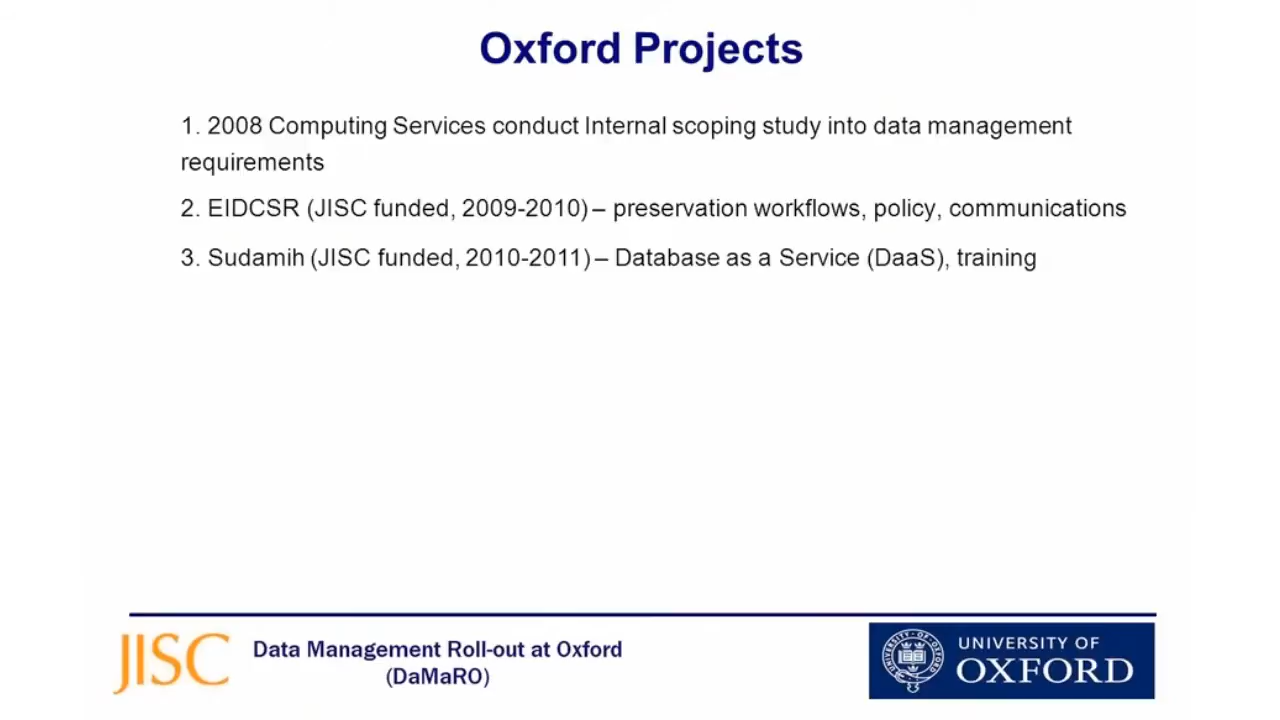 Oxford Projects
1. 2008 Computing Services conduct Internal scoping study into data management
requirements
2. EIDCSR (JISC funded, 2009-2010) – preservation workflows, policy, communications
3. Sudamih (JISC funded, 2010-2011) – Database as a Service (DaaS), training
JISC
Data Management Roll-out at Oxford
(DaMaRO)
UNIVERSITY OF
OXFORD